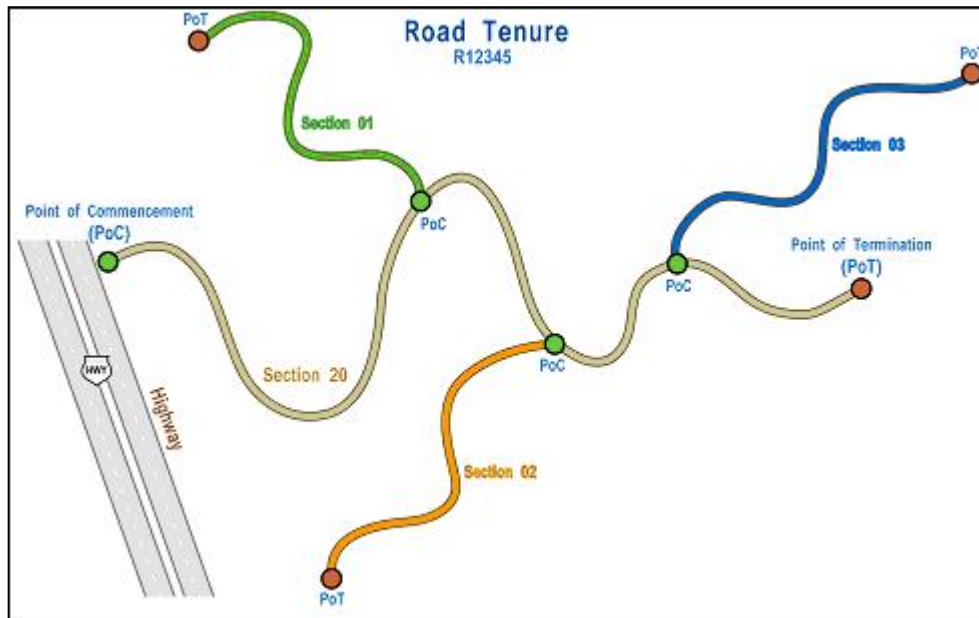 PoT
Road Tenure
R12345
PoT
Section 01
Section 03
Point of Commencement
(PoC)
PoC
Point of Termination
(PoT)
PoC
HWY
Section 20
PoC
Highway
Section 02
PoT